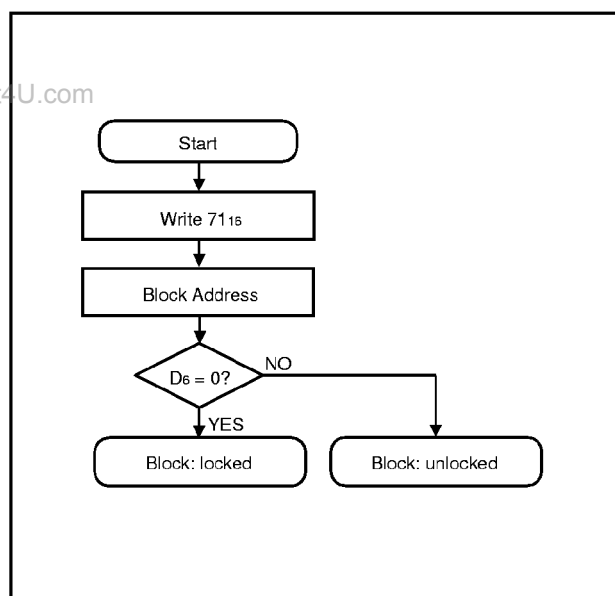 4U.com
Start
Write 7116
Block Address
D6 = 0?
NO
YES
Block: locked
Block: unlocked